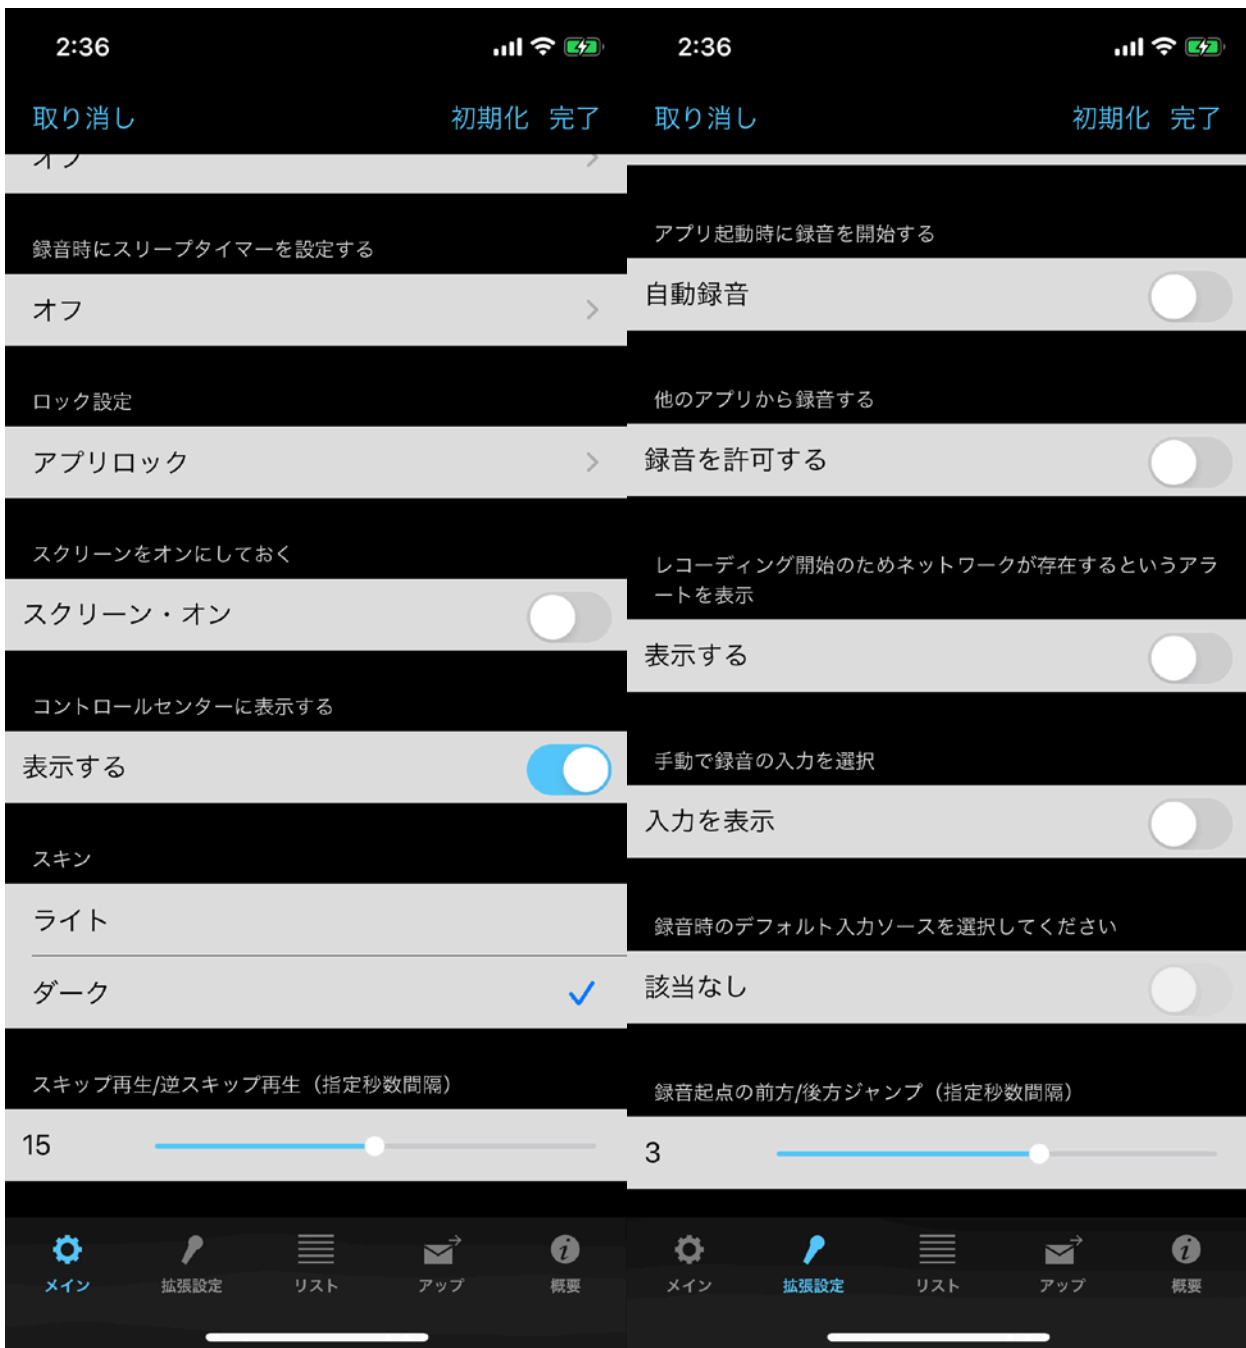 2:36
取り消し
初期化 完了
オフ
録音時にスリープタイマーを設定する
オフ
ロック設定
アプリロック
スクリーンをオンにしておく
スクリーン・オン
コントロールセンターに表示する
表示する
スキン
ライト
ダーク
スキップ再生/逆スキップ再生（指定秒数間隔）
15
メイン
拡張設定
リスト
アップ
概要
2:36
取り消し
初期化 完了
アプリ起動時に録音を開始する
自動録音
他のアプリから録音する
録音を許可する
レコーディング開始のためネットワークが存在するというアラ
ートを表示
表示する
手動で録音の入力を選択
入力を表示
録音時のデフォルト入力ソースを選択してください
該当なし
録音起点の前方/後方ジャンプ（指定秒数間隔）
3
メイン
拡張設定
リスト
アップ
概要